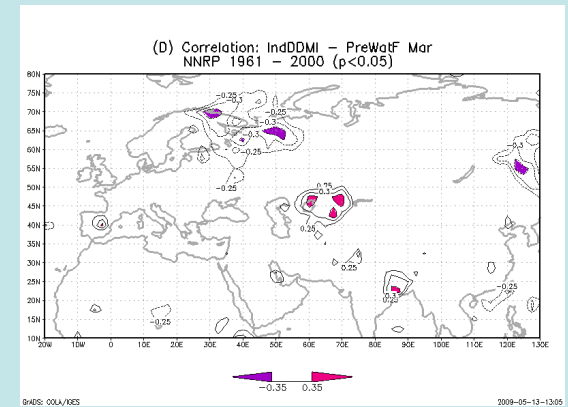 (D) Correlation: IndDDMI – PreWatF Mar
NNRP 1961 – 2000 (p<0.05)
80N
75N
70N
65N
60N
55N
50N
45N
40N
35N
30N
25N
20N
15N
10N
-0.25
-0.3
-0.25
-0.3
-0.3
-0.25
-0.25
-0.3
0.25
0.3
0.25
0.25
0.3
0.25
-0.25
-0.25
20W
10W
0
10E
20E
30E
40E
50E
60E
70E
80E
90E
100E
110E
120E
130E
-0.35 0.35
GrADS: COLA/IGES
2009-05-13-13:05